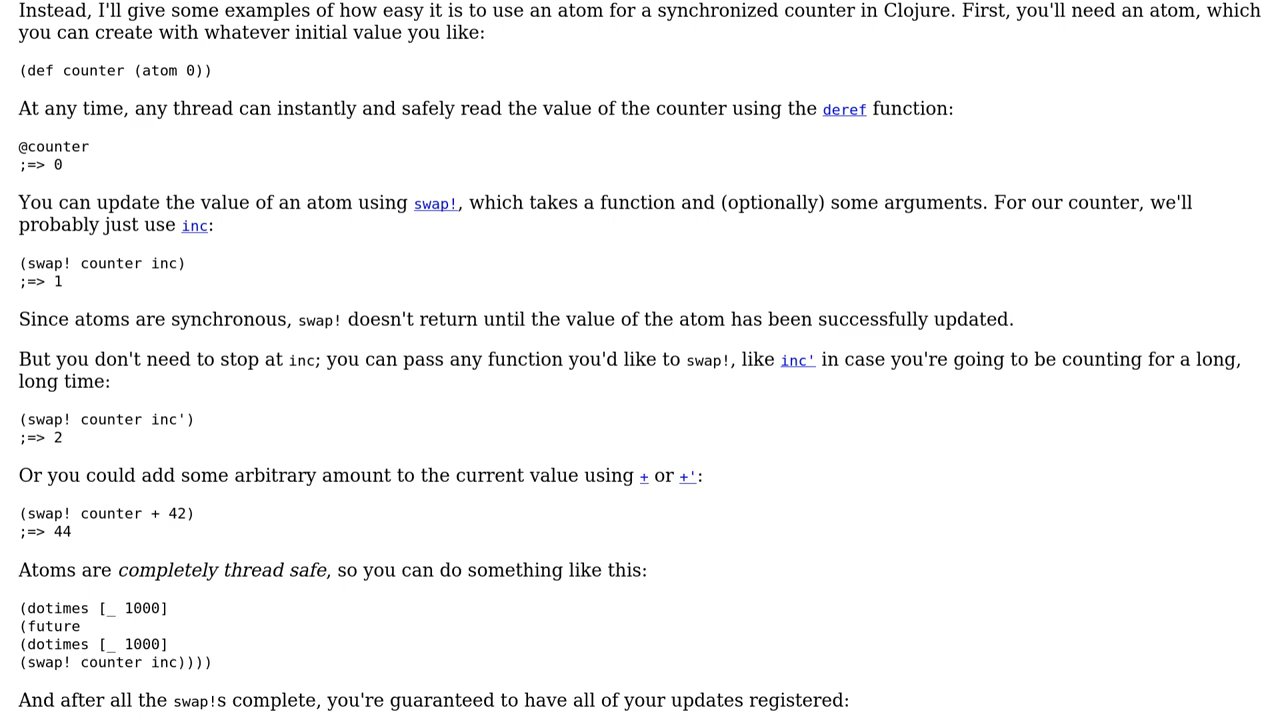 Instead, I'll give some examples of how easy it is to use an atom for a synchronized counter in Clojure. First, you'll need an atom, which
you can create with whatever initial value you like:
(def counter (atom 0))
At any time, any thread can instantly and safely read the value of the counter using the deref function:
@counter
;=> 0
You can update the value of an atom using swap!, which takes a function and (optionally) some arguments. For our counter, we'll
probably just use inc:
(swap! counter inc)
;=> 1
Since atoms are synchronous, swap! doesn't return until the value of the atom has been successfully updated.
But you don't need to stop at inc; you can pass any function you'd like to swap!, like inc' in case you're going to be counting for a long,
long time:
(swap! counter inc')
;=> 2
Or you could add some arbitrary amount to the current value using + or +':
(swap! counter + 42)
;=> 44
Atoms are completely thread safe, so you can do something like this:
(dotimes [_ 1000]
(future
(dotimes [_ 1000]
(swap! counter inc))))
And after all the swap!s complete, you're guaranteed to have all of your updates registered: